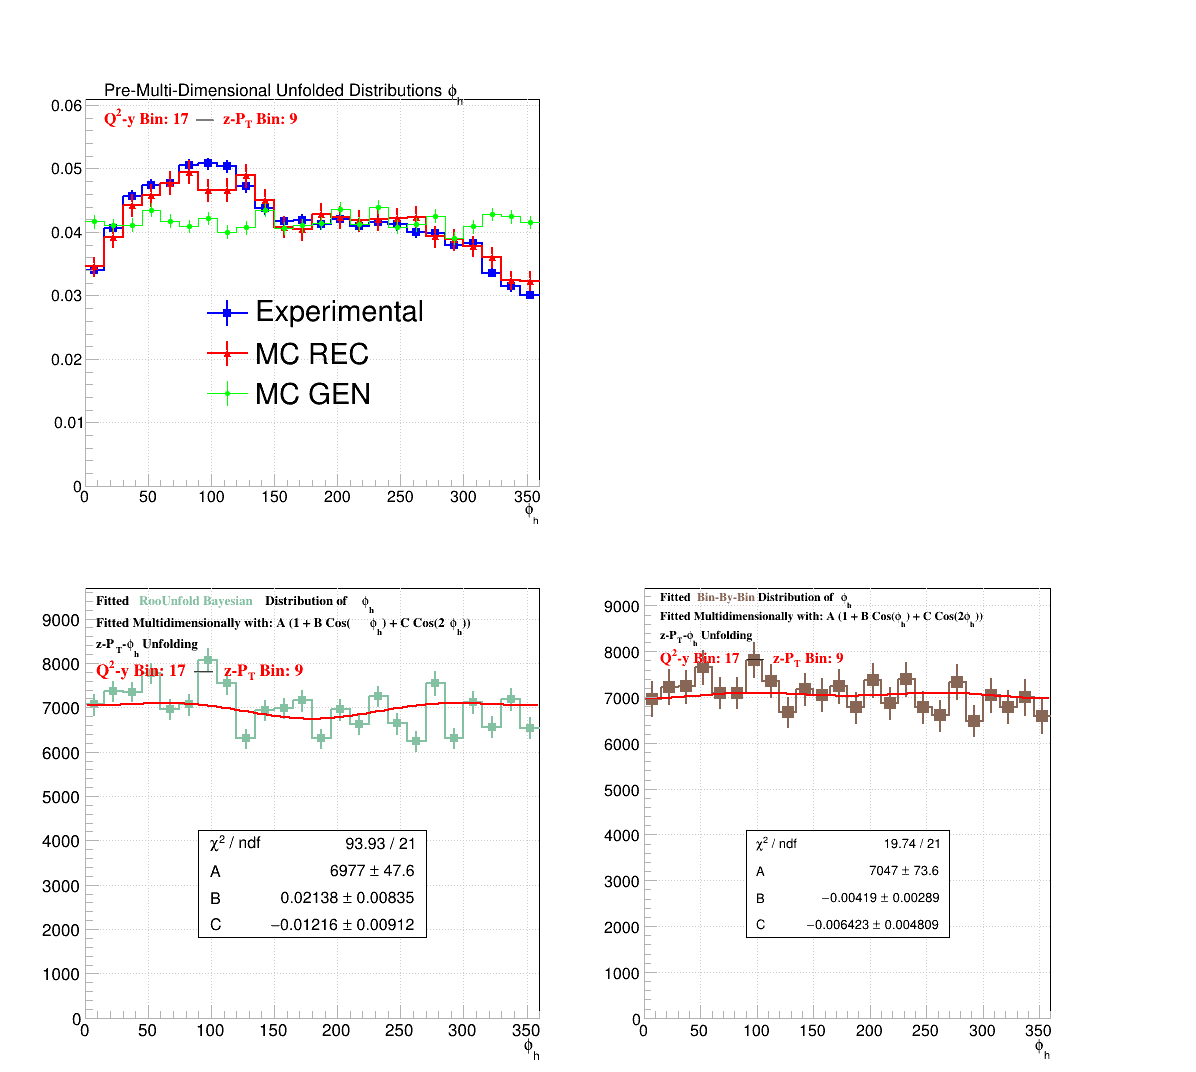 Pre-Multi-Dimensional Unfolded Distributions ϕh
Q²-y Bin: 17 — z-PT Bin: 9
0.06
0.05
0.04
0.03
0.02
0.01
0
Experimental
MC REC
MC GEN
0 50 100 150 200 250 300 350
ϕh
Fitted RooUnfold Bayesian Distribution of ϕh
Fitted Multidimensionally with: A (1 + B Cos( ϕh) + C Cos(2 ϕh))
z-PT-ϕh Unfolding
Q²-y Bin: 17 — z-PT Bin: 9
9000
8000
7000
6000
5000
4000
3000
2000
1000
0
χ² / ndf 93.93 / 21
A 6977 ± 47.6
B 0.02138 ± 0.00835
C −0.01216 ± 0.00912
0 50 100 150 200 250 300 350
ϕh
Fitted Bin-By-Bin Distribution of ϕh
Fitted Multidimensionally with: A (1 + B Cos(ϕh) + C Cos(2ϕh))
z-PT-ϕh Unfolding
Q²-y Bin: 17 — z-PT Bin: 9
9000
8000
7000
6000
5000
4000
3000
2000
1000
0
χ² / ndf 19.74 / 21
A 7047 ± 73.6
B −0.00419 ± 0.00289
C −0.006423 ± 0.004809
0 50 100 150 200 250 300 350
ϕh